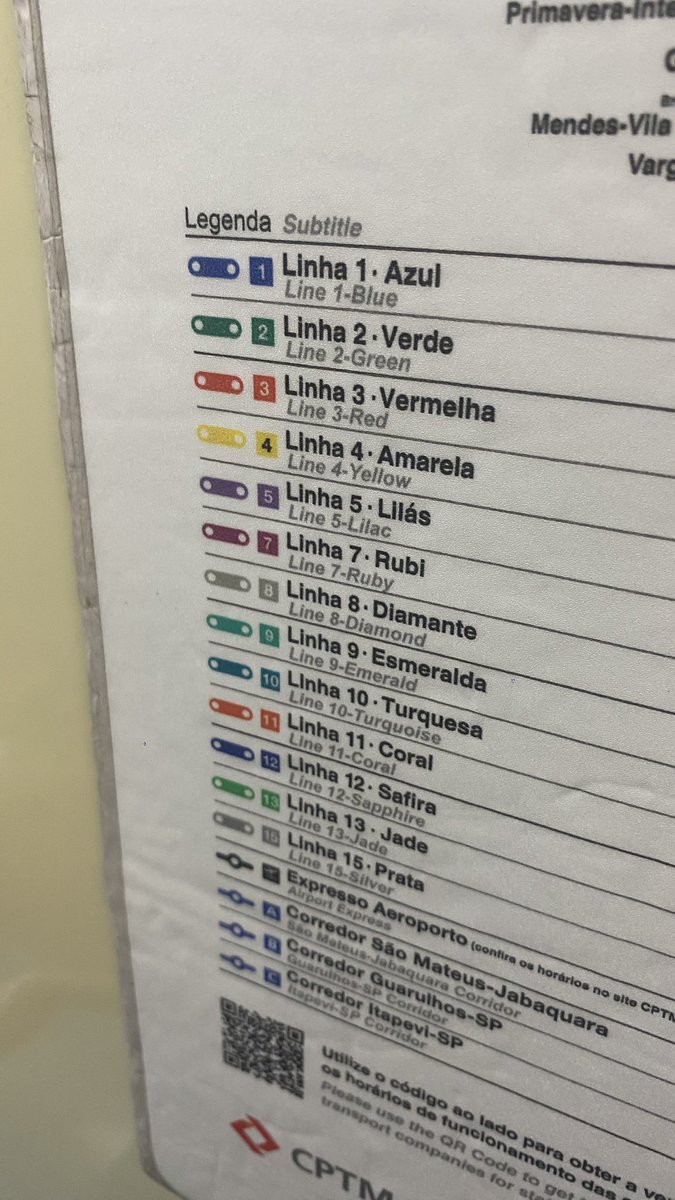 Primavera-Inte
Mendes-Vila
Varg
Legenda Subtitle
1 Linha 1 · Azul
Line 1-Blue
2 Linha 2 · Verde
Line 2-Green
3 Linha 3 · Vermelha
Line 3-Red
4 Linha 4 · Amarela
Line 4-Yellow
5 Linha 5 · Lilás
Line 5-Lilac
7 Linha 7 · Rubi
Line 7-Ruby
8 Linha 8 · Diamante
Line 8-Diamond
9 Linha 9 · Esmeralda
Line 9-Emerald
10 Linha 10 · Turquesa
Line 10-Turquoise
11 Linha 11 · Coral
Line 11-Coral
12 Linha 12 · Safira
Line 12-Sapphire
13 Linha 13 · Jade
Line 13-Jade
15 Linha 15 · Prata
Line 15-Silver
Expresso Aeroporto (confira os horários no site CPTM
Airport Express
A Corredor São Mateus-Jabaquara
São Mateus-Jabaquara Corridor
B Corredor Guarulhos-SP
Guarulhos-SP Corridor
C Corredor Itapevi-SP
Itapevi-SP Corridor
Utilize o código ao lado para obter a ve
os horários de funcionamento das
Please use the QR Code to get
transport companies for st
CPTM